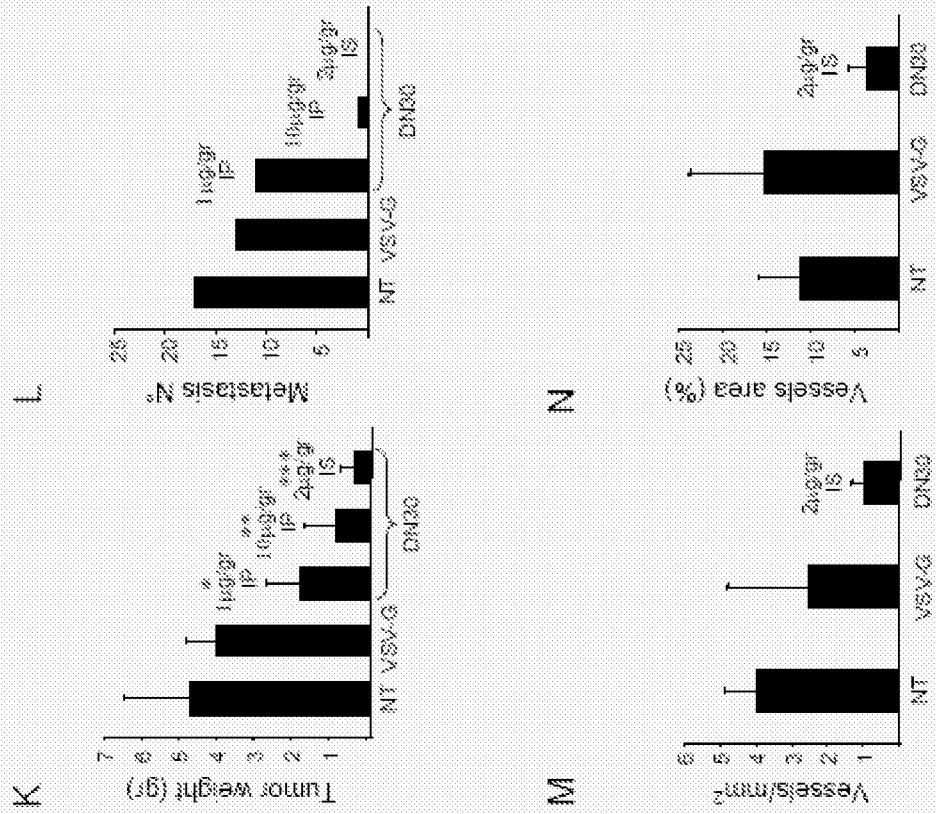 K
Tumor weight (gr)
7
6
5
4
3
2
1
*
1µg/gr
IP
**
10µg/gr
IP
***
2µg/gr
IS
NT VSV-G
DN30
L
Metastasis N°
25
20
15
10
5
1µg/gr
IP
10µg/gr
IP
2µg/gr
IS
NT VSV-G
DN30
M
Vessels/mm²
6
5
4
3
2
1
2µg/gr
IS
NT VSV-G DN30
N
Vessels area (%)
25
20
15
10
5
2µg/gr
IS
NT VSV-G DN30